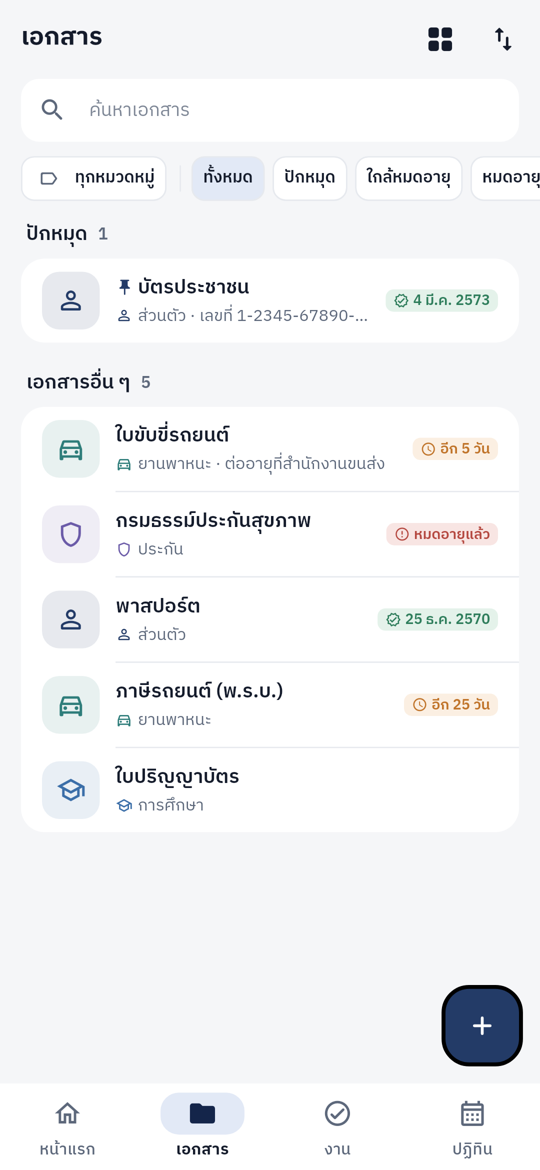 เอกสาร
ค้นหาเอกสาร
ทุกหมวดหมู่ ทั้งหมด ปักหมุด ใกล้หมดอายุ หมดอายุ
ปักหมุด 1
บัตรประชาชน
ส่วนตัว · เลขที่ 1-2345-67890-...
4 มี.ค. 2573
เอกสารอื่น ๆ 5
ใบขับขี่รถยนต์
ยานพาหนะ · ต่ออายุที่สำนักงานขนส่ง
อีก 5 วัน
กรมธรรม์ประกันสุขภาพ
ประกัน
หมดอายุแล้ว
พาสปอร์ต
ส่วนตัว
25 ธ.ค. 2570
ภาษีรถยนต์ (พ.ร.บ.)
ยานพาหนะ
อีก 25 วัน
ใบปริญญาบัตร
การศึกษา
หน้าแรก เอกสาร งาน ปฏิทิน